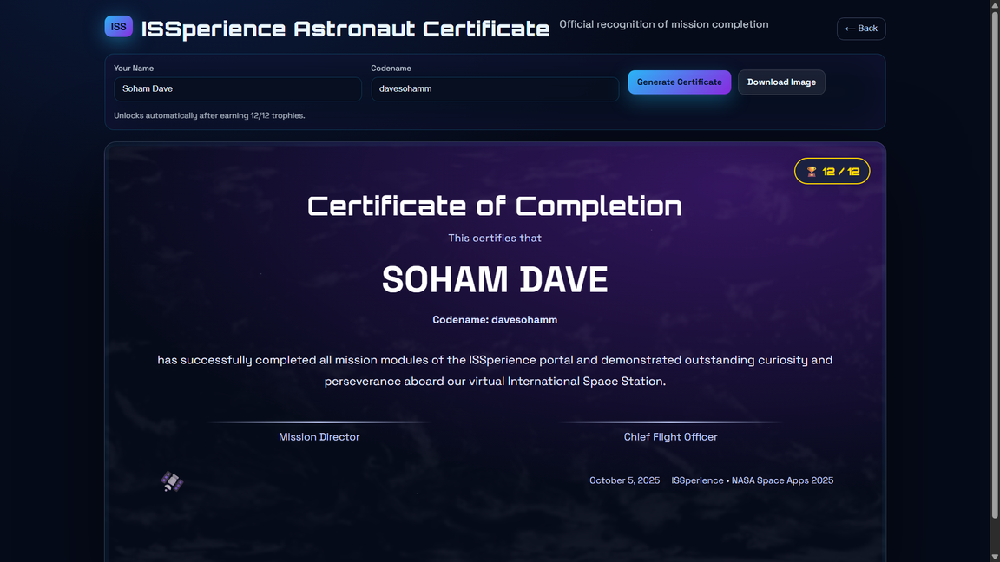 ISS ISSperience Astronaut Certificate Official recognition of mission completion ← Back
Your Name Codename
Soham Dave davesohamm Generate Certificate Download Image
Unlocks automatically after earning 12/12 trophies.
🏆 12 / 12
Certificate of Completion
This certifies that
SOHAM DAVE
Codename: davesohamm
has successfully completed all mission modules of the ISSperience portal and demonstrated outstanding curiosity and
perseverance aboard our virtual International Space Station.
Mission Director Chief Flight Officer
October 5, 2025 ISSperience • NASA Space Apps 2025